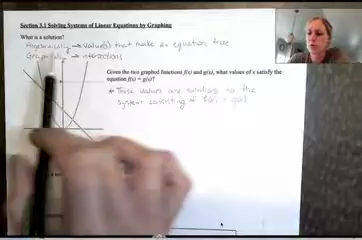 Section 3.1 Solving Systems of Linear Equations by Graphing
What is a solution?
Algebraically → value(s) that make an equation true
Graphically → intersections
Given the two graphed functions f(x) and g(x), what values of x satisfy the
equation f(x) = g(x)?
* These values are solutions to the
system consisting of f(x) = g(x)